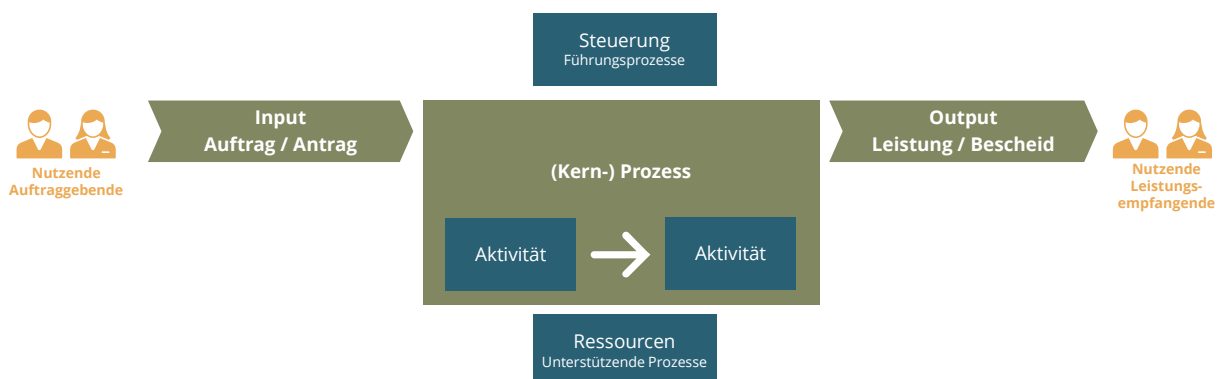 Steuerung
Führungsprozesse
Nutzende
Auftraggebende
Input
Auftrag / Antrag
(Kern-) Prozess
Aktivität
Aktivität
Output
Leistung / Bescheid
Nutzende
Leistungs-
empfangende
Ressourcen
Unterstützende Prozesse